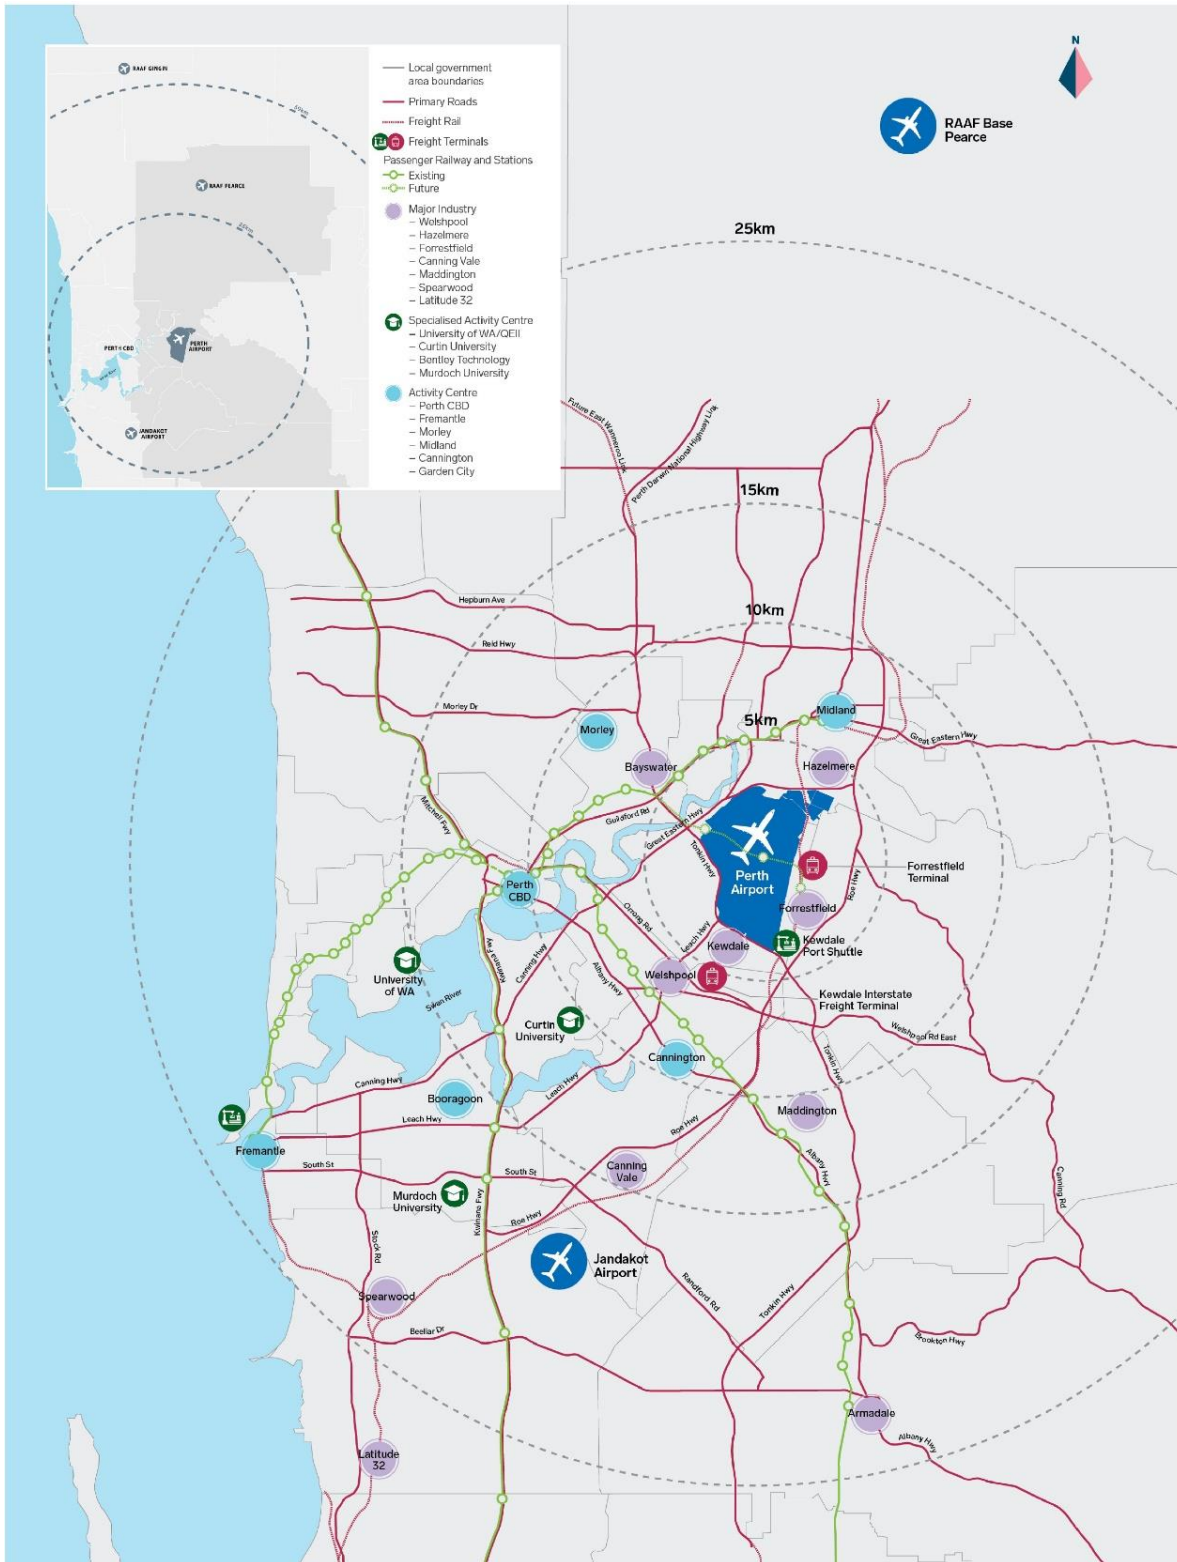 N
RAAF GINGIN
50km
RAAF PEARCE
25km
PERTH CBD
PERTH
AIRPORT
JANDAKOT
AIRPORT
Local government
area boundaries
Primary Roads
Freight Rail
Freight Terminals
Passenger Railway and Stations
Existing
Future
Major Industry
– Welshpool
– Hazelmere
– Forrestfield
– Canning Vale
– Maddington
– Spearwood
– Latitude 32
Specialised Activity Centre
– University of WA/QEII
– Curtin University
– Bentley Technology
– Murdoch University
Activity Centre
– Perth CBD
– Fremantle
– Morley
– Midland
– Cannington
– Garden City
RAAF Base
Pearce
25km
Future East Wanneroo Link
Perth Darwin National Highway Link
15km
Hepburn Ave
10km
Reid Hwy
Morley Dr
Morley
5km
Midland
Great Eastern Hwy
Bayswater
Hazelmere
Mitchell Fwy
Guildford Rd
Great Eastern Hwy
Tonkin Hwy
Perth
Airport
Forrestfield
Terminal
Roe Hwy
Perth
CBD
Orrong Rd
Forrestfield
Leach Hwy
Kewdale
Kewdale
Port Shuttle
Kwinana Fwy
Canning Hwy
Albany Hwy
Welshpool
University
of WA
Swan River
Kewdale Interstate
Freight Terminal
Curtin
University
Welshpool Rd East
Tonkin Hwy
Cannington
Canning Hwy
Leach Hwy
Booragoon
Maddington
Leach Hwy
Roe Hwy
Fremantle
South St
South St
Canning
Vale
Albany Hwy
Murdoch
University
Kwinana Fwy
Roe Hwy
Canning Rd
Stock Rd
Jandakot
Airport
Spearwood
Randford Rd
Tonkin Hwy
Beeliar Dr
Brookton Hwy
Armadale
Albany Hwy
Latitude
32